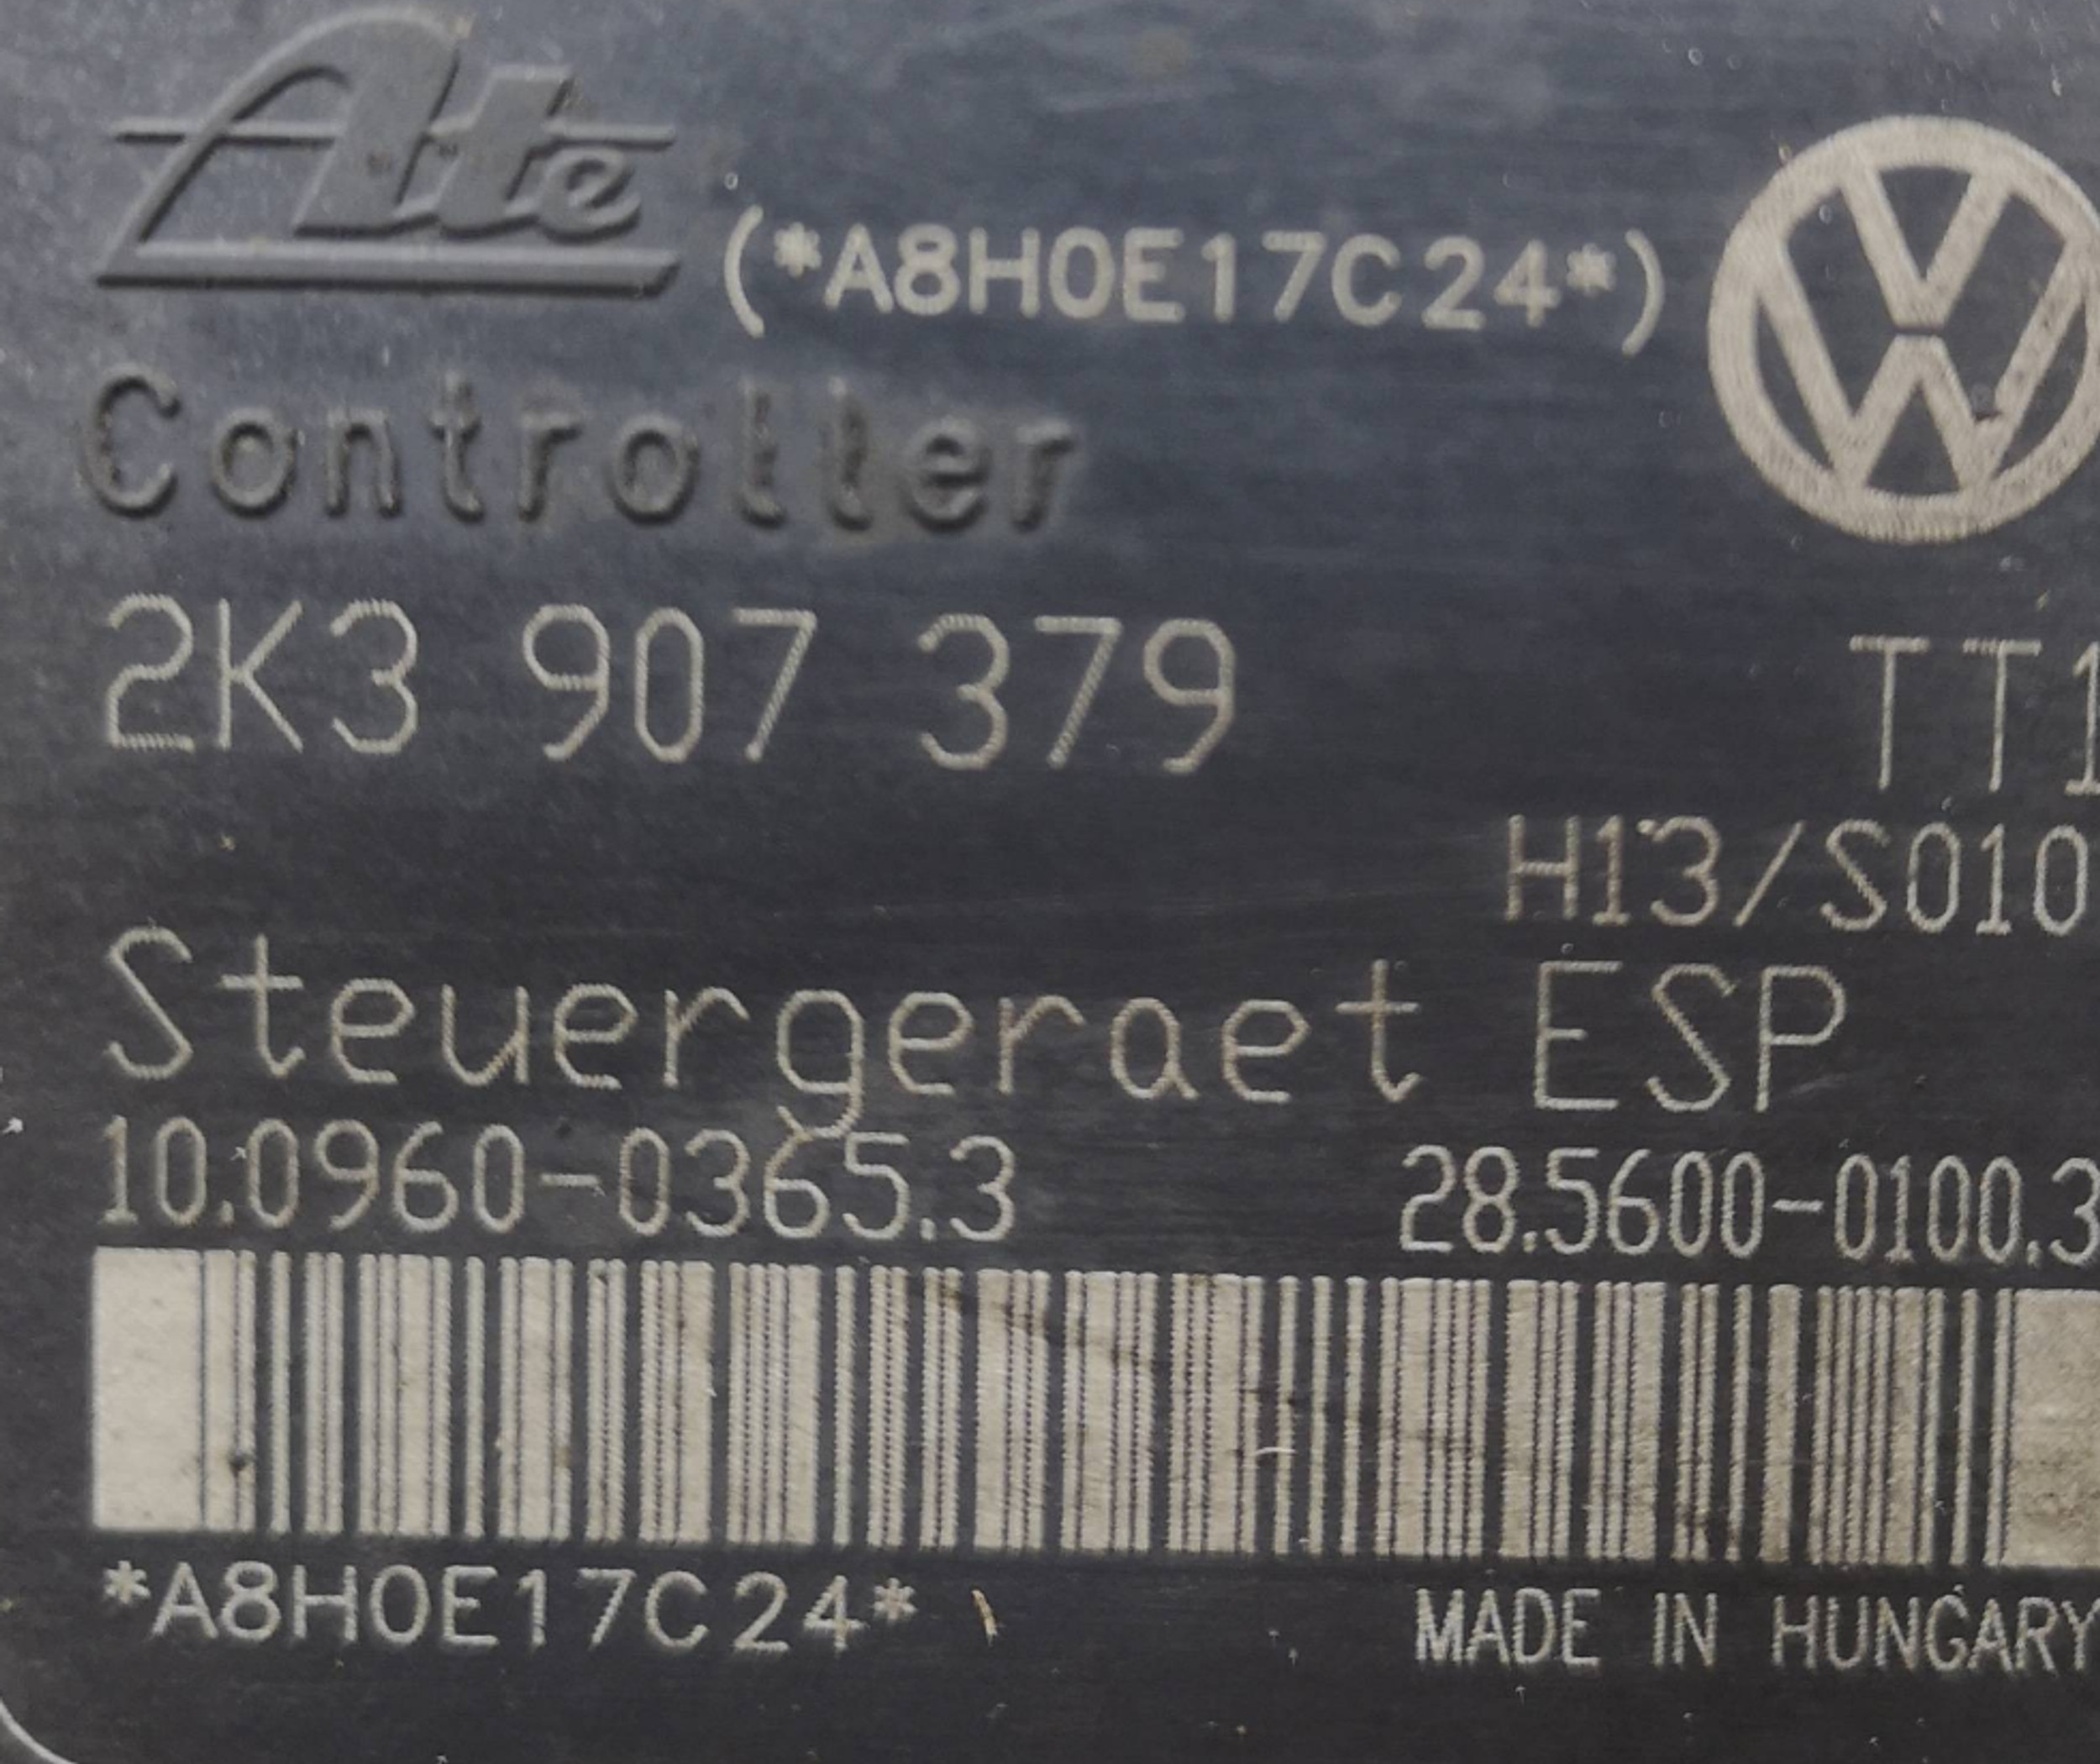 Ate (*A8H0E17C24*)
Controller
2K3 907 379 TT1
H13/S010
Steuergeraet ESP
10.0960-0365.3 28.5600-0100.3
*A8H0E17C24*
MADE IN HUNGARY